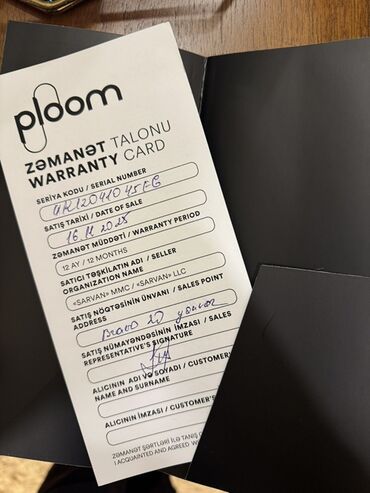 ploom
ZƏMANƏT TALONU
WARRANTY CARD
SERİYA KODU / SERIAL NUMBER
SATIŞ TARİXİ / DATE OF SALE
16.11.2025
ZƏMANƏT MÜDDƏTİ / WARRANTY PERIOD
12 AY / 12 MONTHS
SATICI TƏŞKİLATIN ADI / SELLER
ORGANIZATION NAME
«SARVAN» MMC / «SARVAN» LLC
SATIŞ NÖQTƏSİNİN ÜNVANI / SALES POINT
ADDRESS
Bravo 20
SATIŞ NÜMAYƏNDƏSİNİN İMZASI / SALES
REPRESENTATIVE'S SIGNATURE
ALICININ ADI VƏ SOYADI / CUSTOMER'S
NAME AND SURNAME
ALICININ İMZASI / CUSTOMER'S
ZƏMANƏT ŞƏRTLƏRİ İLƏ TANIŞ
I ACQUAINTED AND AGREED